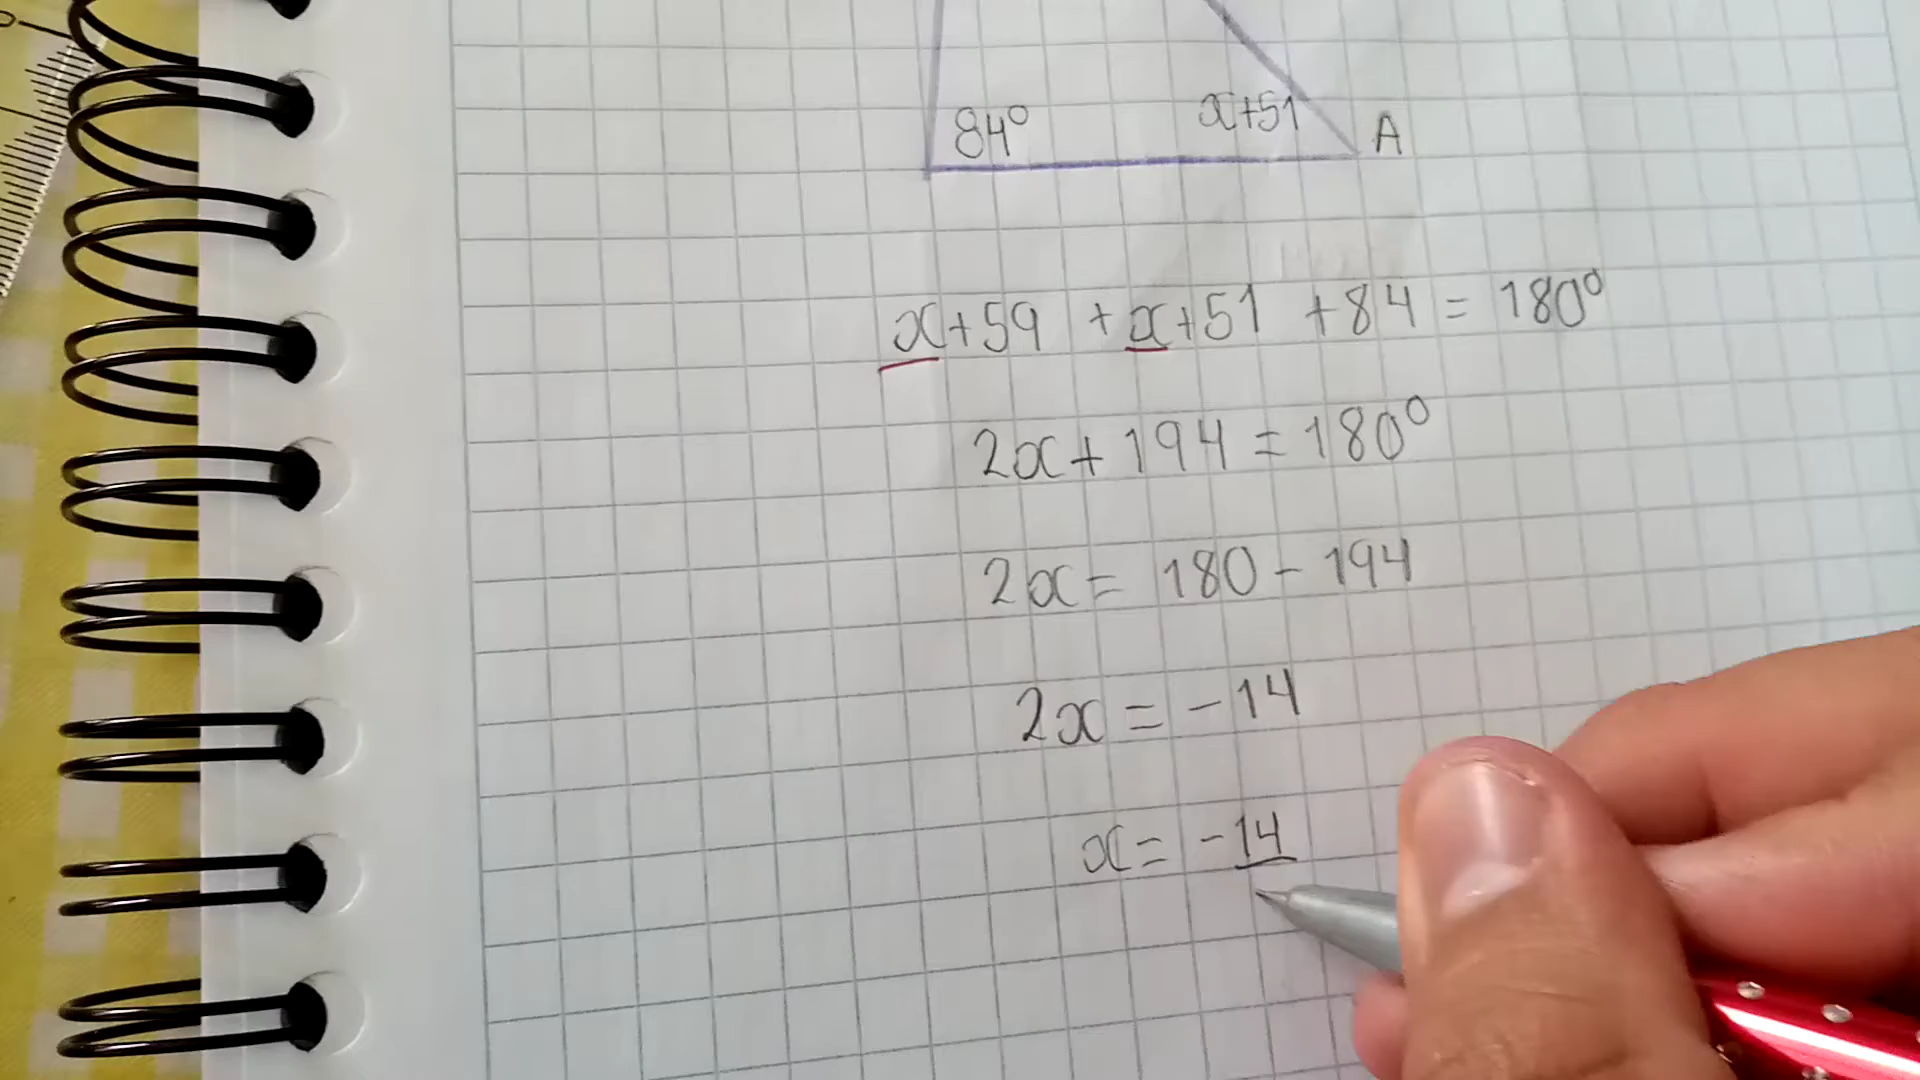 84° x+51 A
x+59 +x+51 +84 = 180°
2x+194=180°
2x= 180-194
2x = -14
x= -14